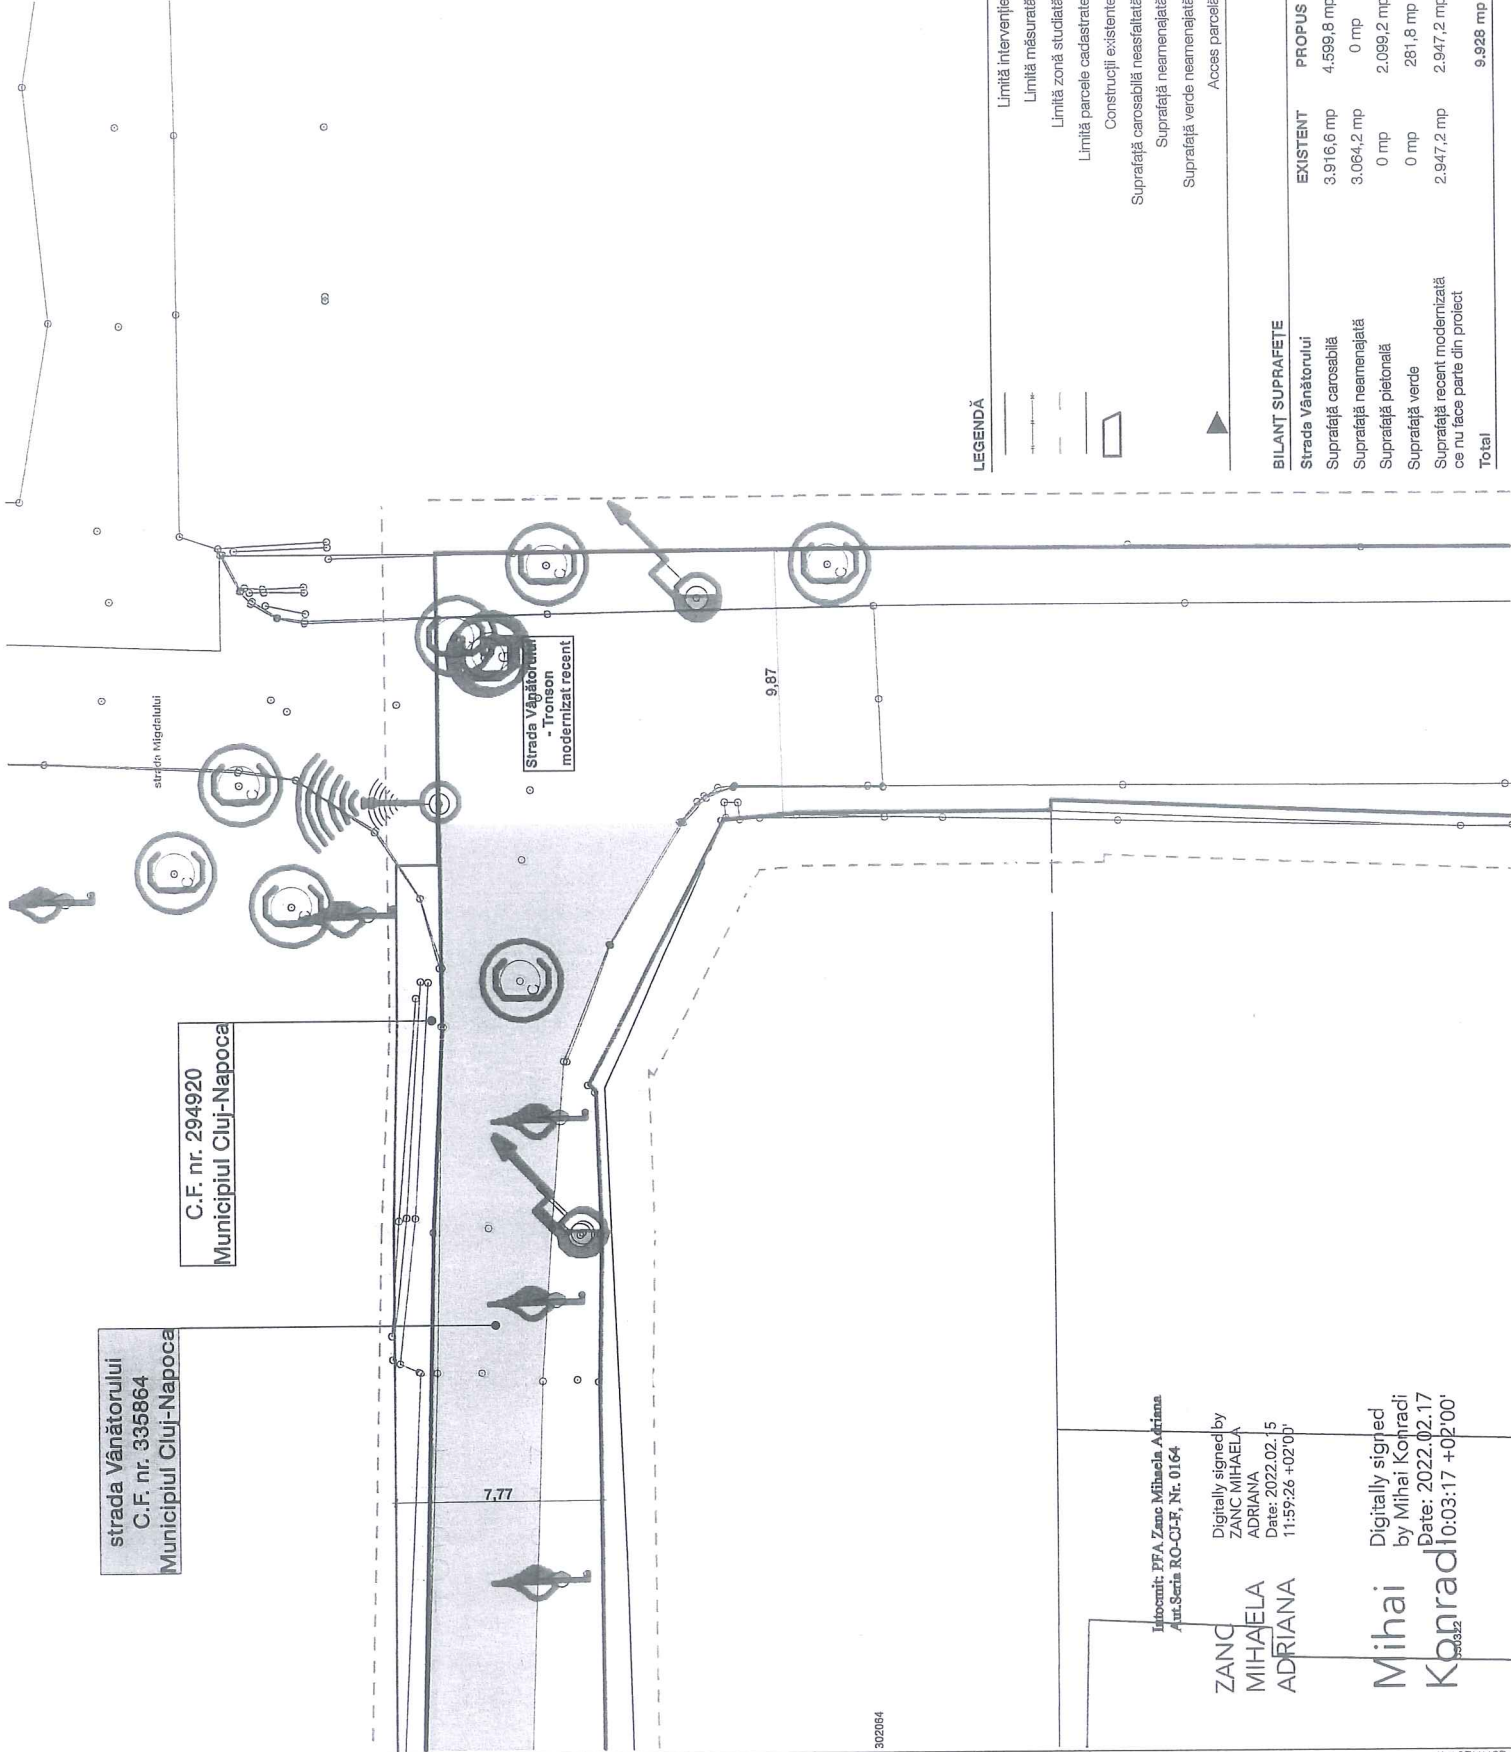 strada Vânătorului
C.F. nr. 335864
Municipiul Cluj-Napoca
C.F. nr. 294920
Municipiul Cluj-Napoca
strada Migdalului
Strada Vânătorului
- Tronson
modernizat recent
7,77
9,87
302064
Intocmit: PFA Zanc Mihaela Adriana
Aut.Seria RO-CJ-F, Nr. 0164
ZANC
MIHAELA
ADRIANA
Digitally signed by
ZANC MIHAELA
ADRIANA
Date: 2022.02.15
11:59:26 +02'00'
Mihai
Konradi
Digitally signed
by Mihai Konradi
Date: 2022.02.17
10:03:17 +02'00'
LEGENDĂ
Limită intervenție
Limită măsurată
Limită zonă studiată
Limită parcele cadastrate
Construcții existente
Suprafață carosabilă neasfaltată
Suprafață neamenajată
Suprafață verde neamenajată
Acces parcelă
BILANȚ SUPRAFEȚE
Strada Vânătorului EXISTENT PROPUS
Suprafață carosabilă 3.916,6 mp 4.599,8 mp
Suprafață neamenajată 3.064,2 mp 0 mp
Suprafață pietonală 0 mp 2.099,2 mp
Suprafață verde 0 mp 281,8 mp
Suprafață recent modernizată 2.947,2 mp 2.947,2 mp
ce nu face parte din proiect
Total 9.928 mp